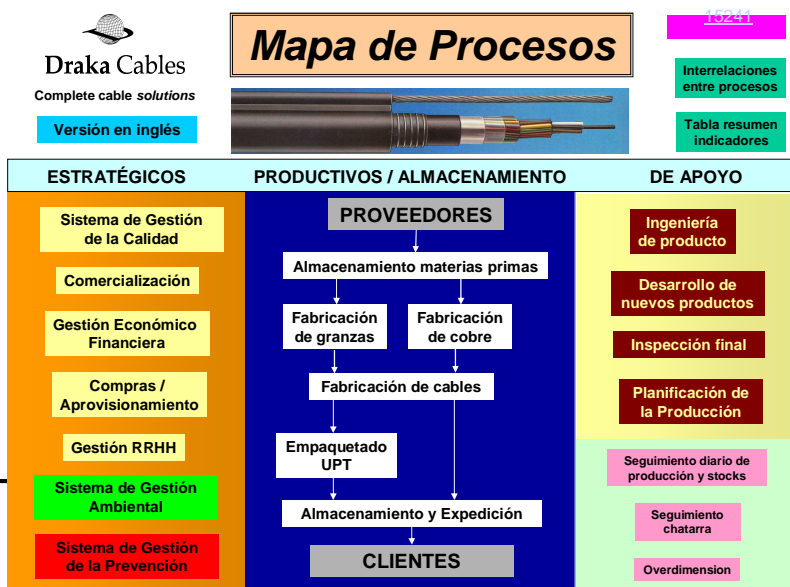 15241
Draka Cables
Complete cable solutions
Versión en inglés
Mapa de Procesos
Interrelaciones
entre procesos
Tabla resumen
indicadores
ESTRATÉGICOS
PRODUCTIVOS / ALMACENAMIENTO
DE APOYO
Sistema de Gestión
de la Calidad
Comercialización
Gestión Económico
Financiera
Compras /
Aprovisionamiento
Gestión RRHH
Sistema de Gestión
Ambiental
Sistema de Gestión
de la Prevención
PROVEEDORES
Almacenamiento materias primas
Fabricación
de granzas
Fabricación
de cobre
Fabricación de cables
Empaquetado
UPT
Almacenamiento y Expedición
CLIENTES
Ingeniería
de producto
Desarrollo de
nuevos productos
Inspección final
Planificación de
la Producción
Seguimiento diario de
producción y stocks
Seguimiento
chatarra
Overdimension